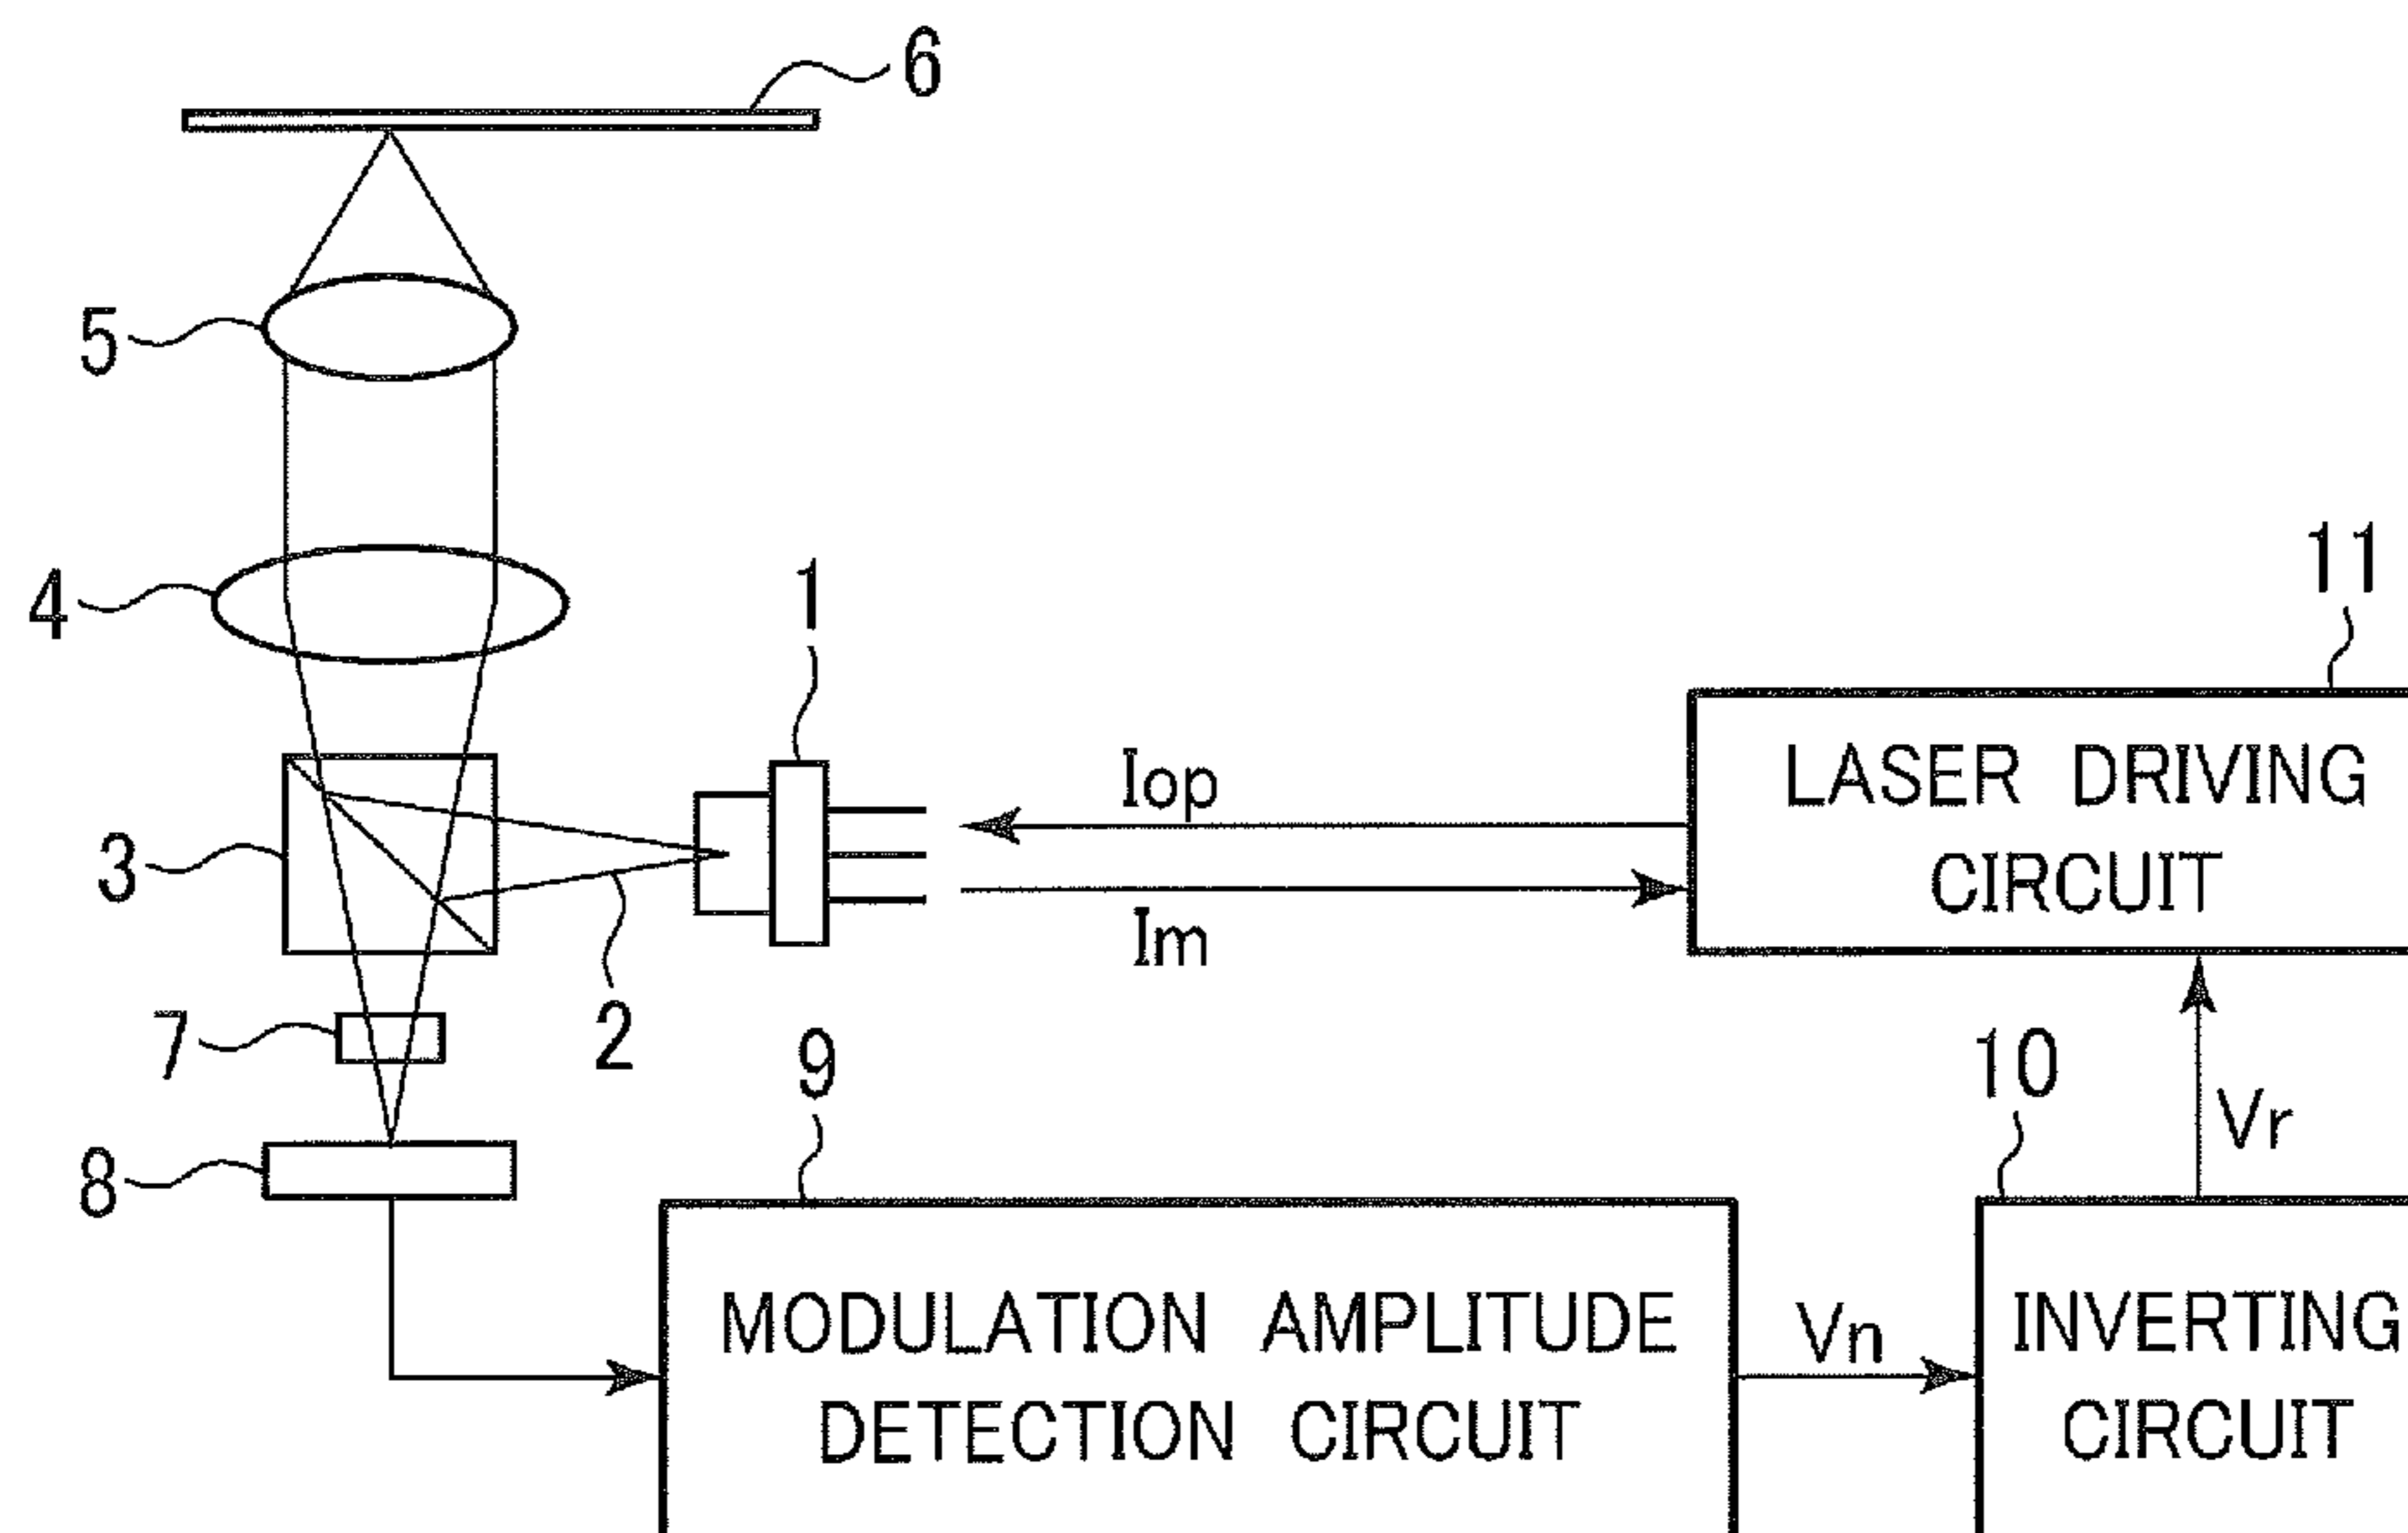 6
5
4
1
11
Iop
LASER DRIVING
CIRCUIT
3
Im
2
7
9
10
Vr
8
MODULATION AMPLITUDE
DETECTION CIRCUIT
Vn
INVERTING
CIRCUIT